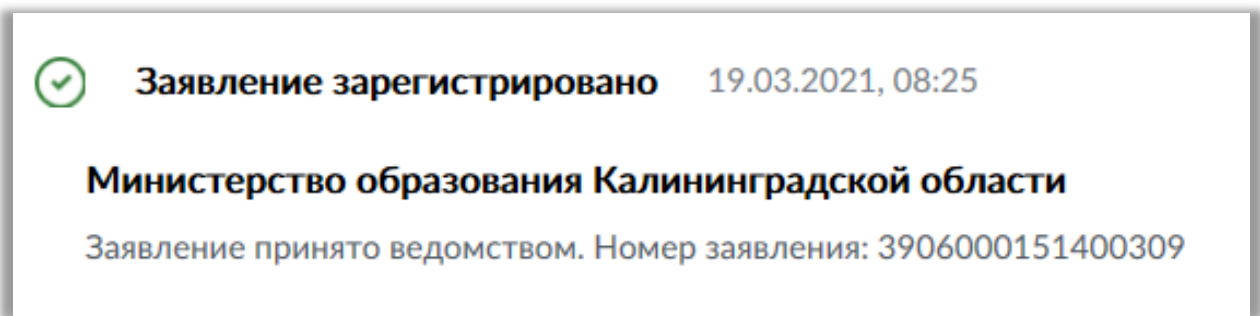 Заявление зарегистрировано 19.03.2021, 08:25
Министерство образования Калининградской области
Заявление принято ведомством. Номер заявления: 3906000151400309